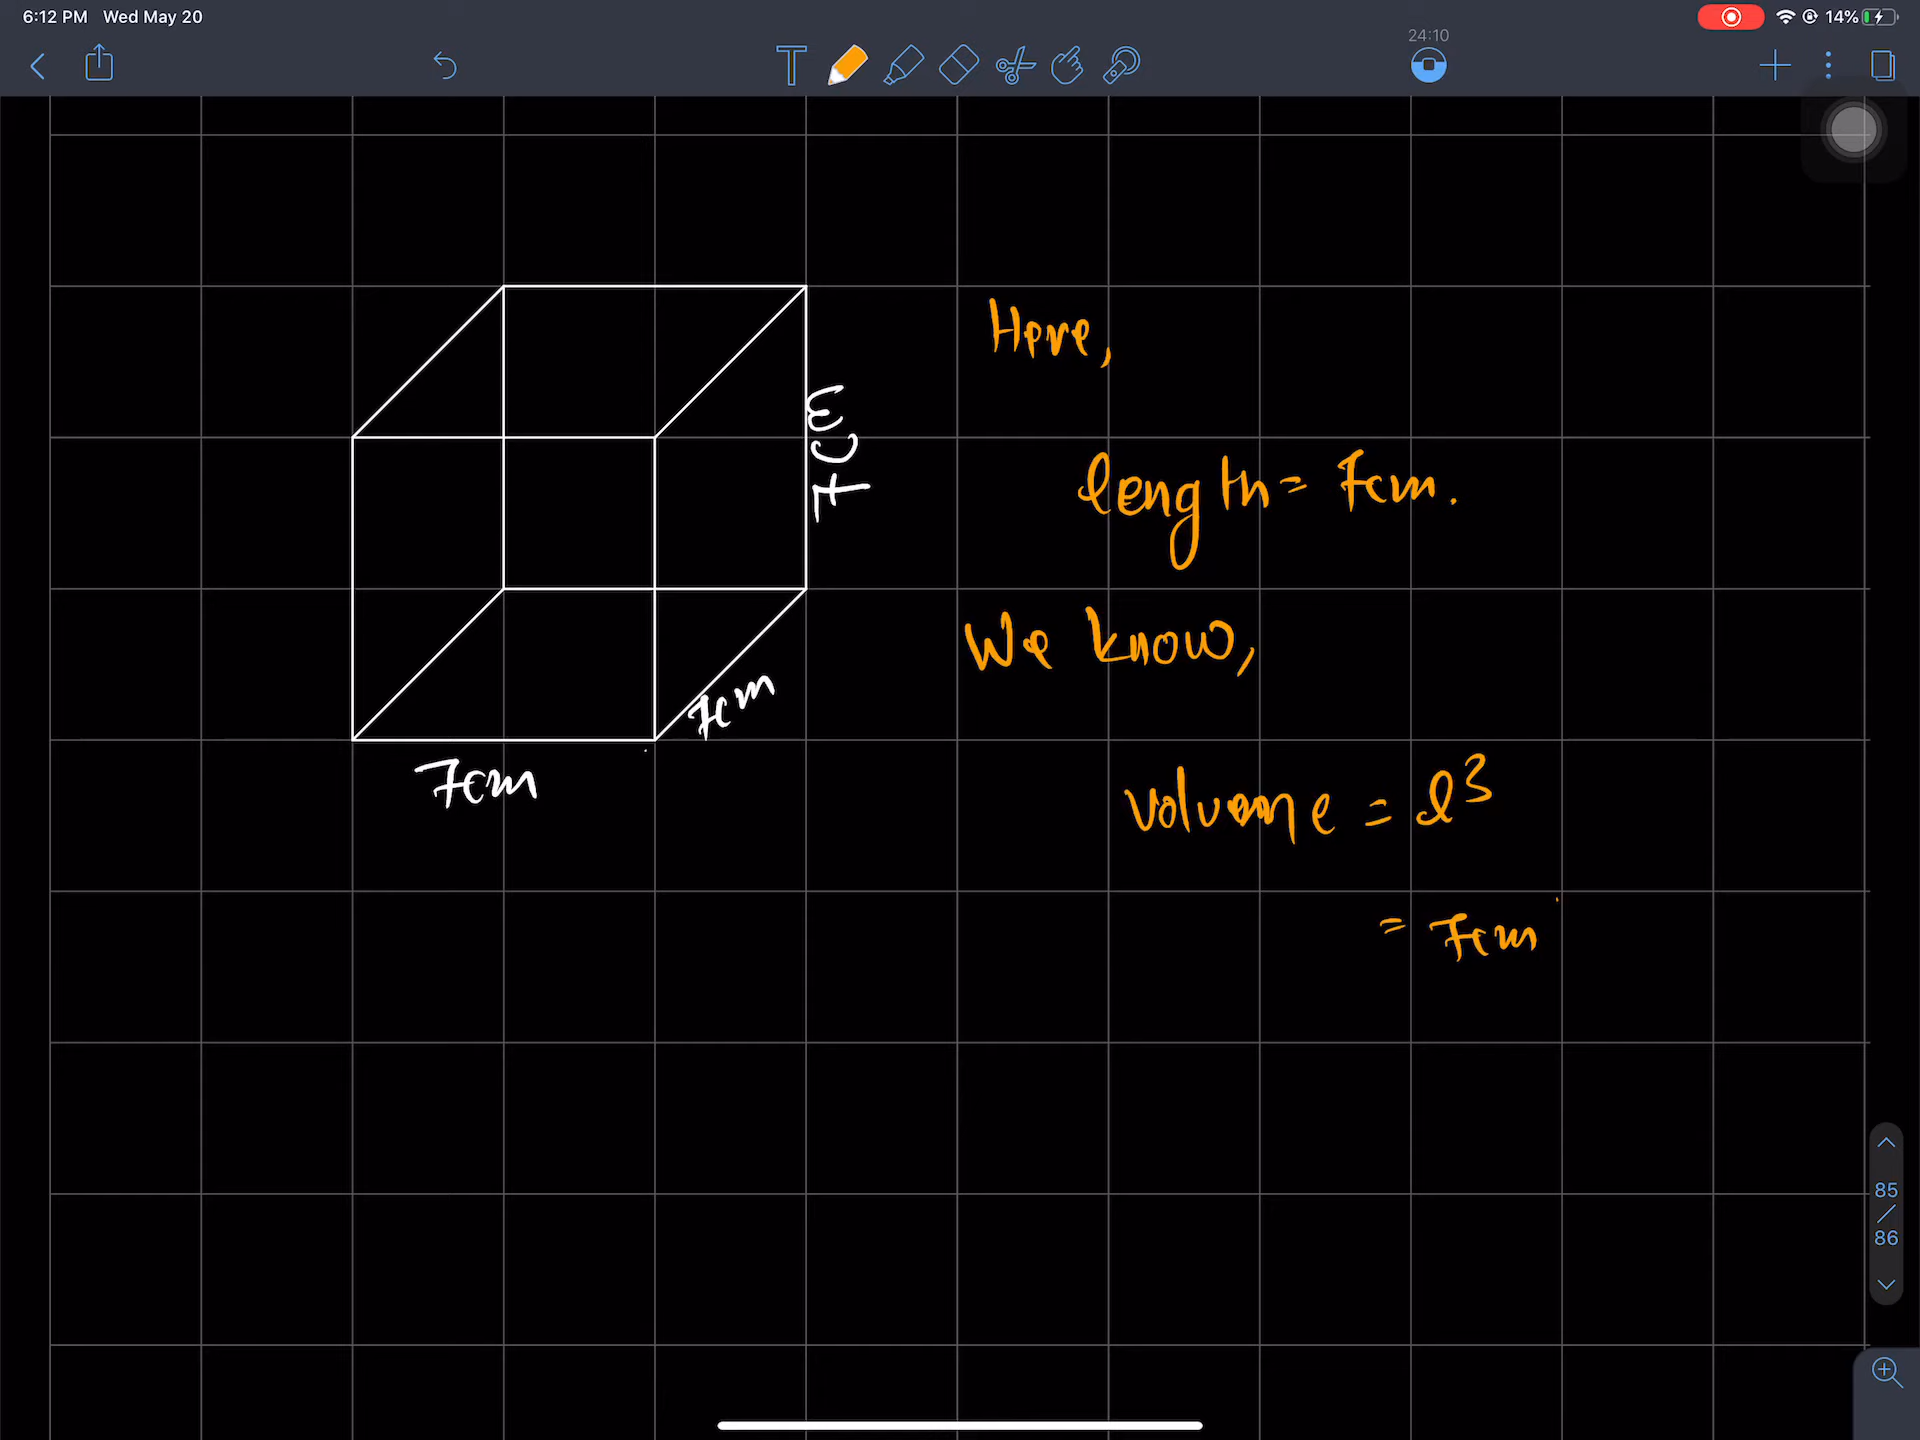 6:12 PM Wed May 20
14%
24:10
Here,
7cm
length = 7cm.
We know,
7cm
7cm
volume = l³
= 7cm
85
/
86